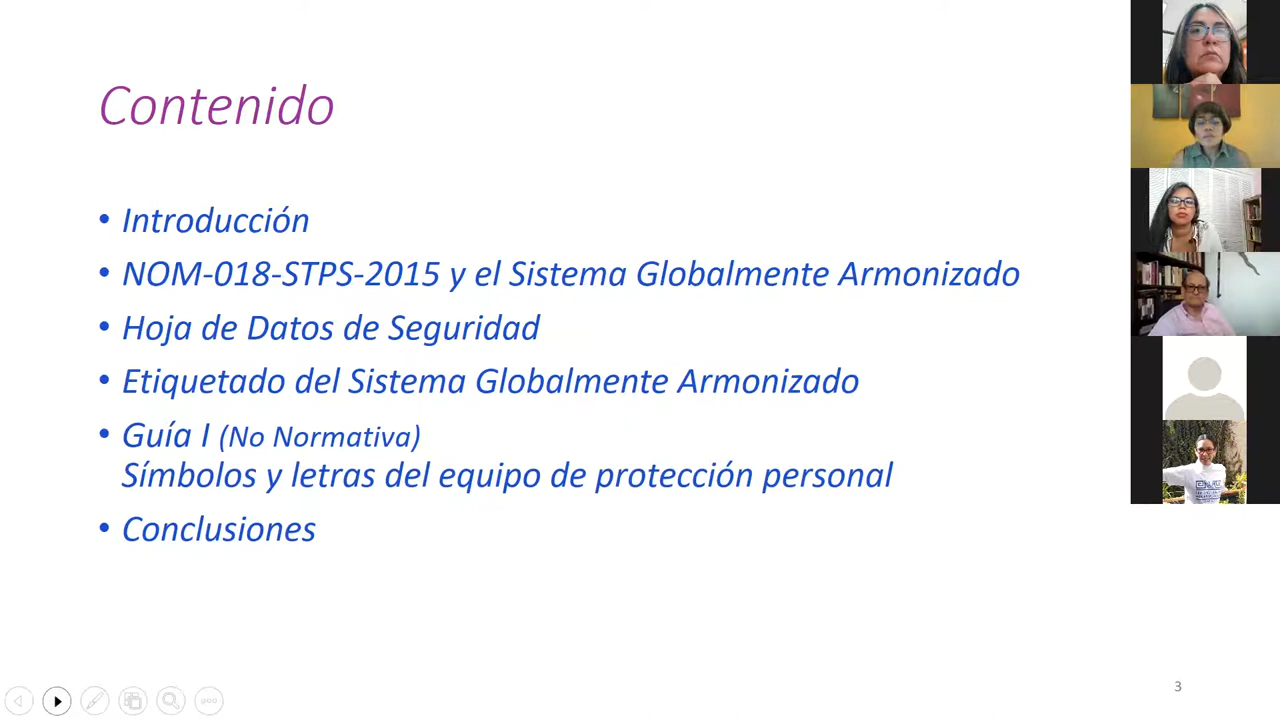 Contenido
• Introducción
• NOM-018-STPS-2015 y el Sistema Globalmente Armonizado
• Hoja de Datos de Seguridad
• Etiquetado del Sistema Globalmente Armonizado
• Guía I (No Normativa)
Símbolos y letras del equipo de protección personal
• Conclusiones
3